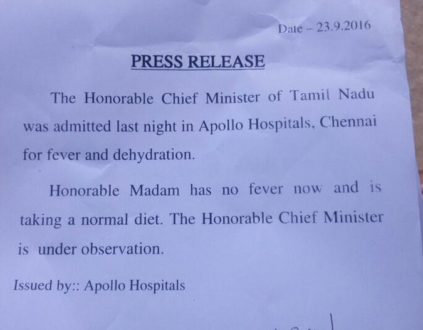 Date – 23.9.2016
PRESS RELEASE
The Honorable Chief Minister of Tamil Nadu
was admitted last night in Apollo Hospitals, Chennai
for fever and dehydration.
Honorable Madam has no fever now and is
taking a normal diet. The Honorable Chief Minister
is under observation.
Issued by:: Apollo Hospitals